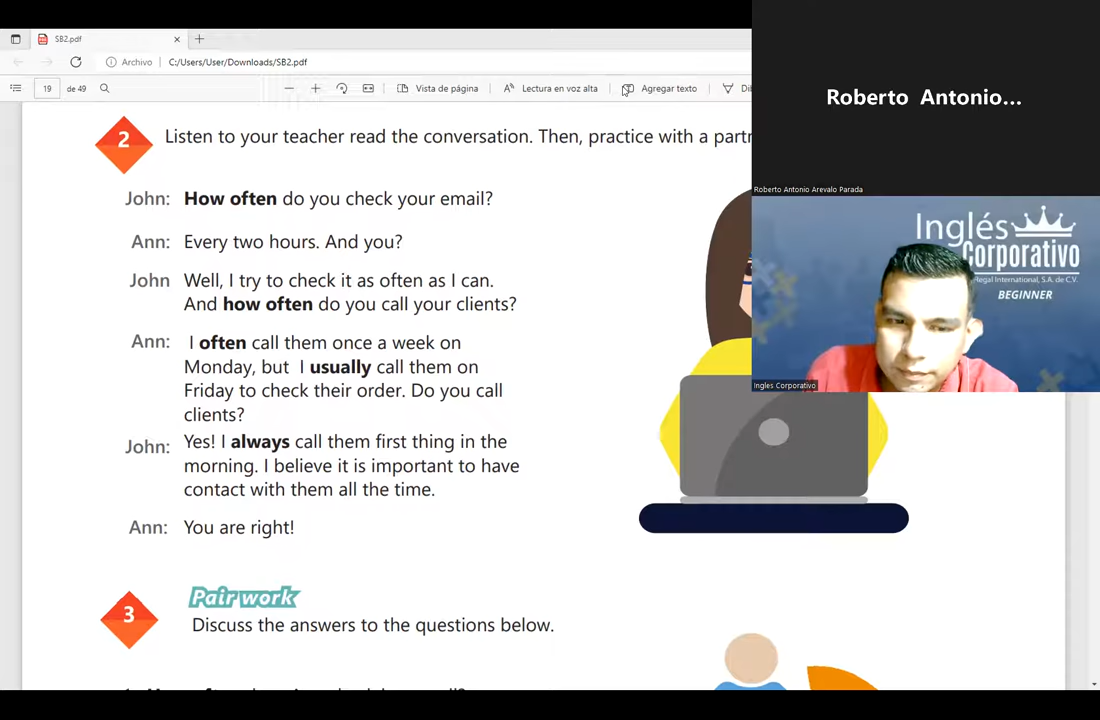 SB2.pdf
Archivo
C:/Users/User/Downloads/SB2.pdf
19
de 49
Vista de página
Lectura en voz alta
Agregar texto
2
Listen to your teacher read the conversation. Then, practice with a
John: How often do you check your email?
Ann: Every two hours. And you?
John Well, I try to check it as often as I can.
And how often do you call your clients?
Ann: I often call them once a week on
Monday, but I usually call them on
Friday to check their order. Do you call
clients?
John: Yes! I always call them first thing in the
morning. I believe it is important to have
contact with them all the time.
Ann: You are right!
3
Pair work
Discuss the answers to the questions below.
Roberto Antonio...
Roberto Antonio Arevalo Parada
Inglés
Corporativo
Regal International, S.A. de C.V.
BEGINNER
Ingles Corporativo